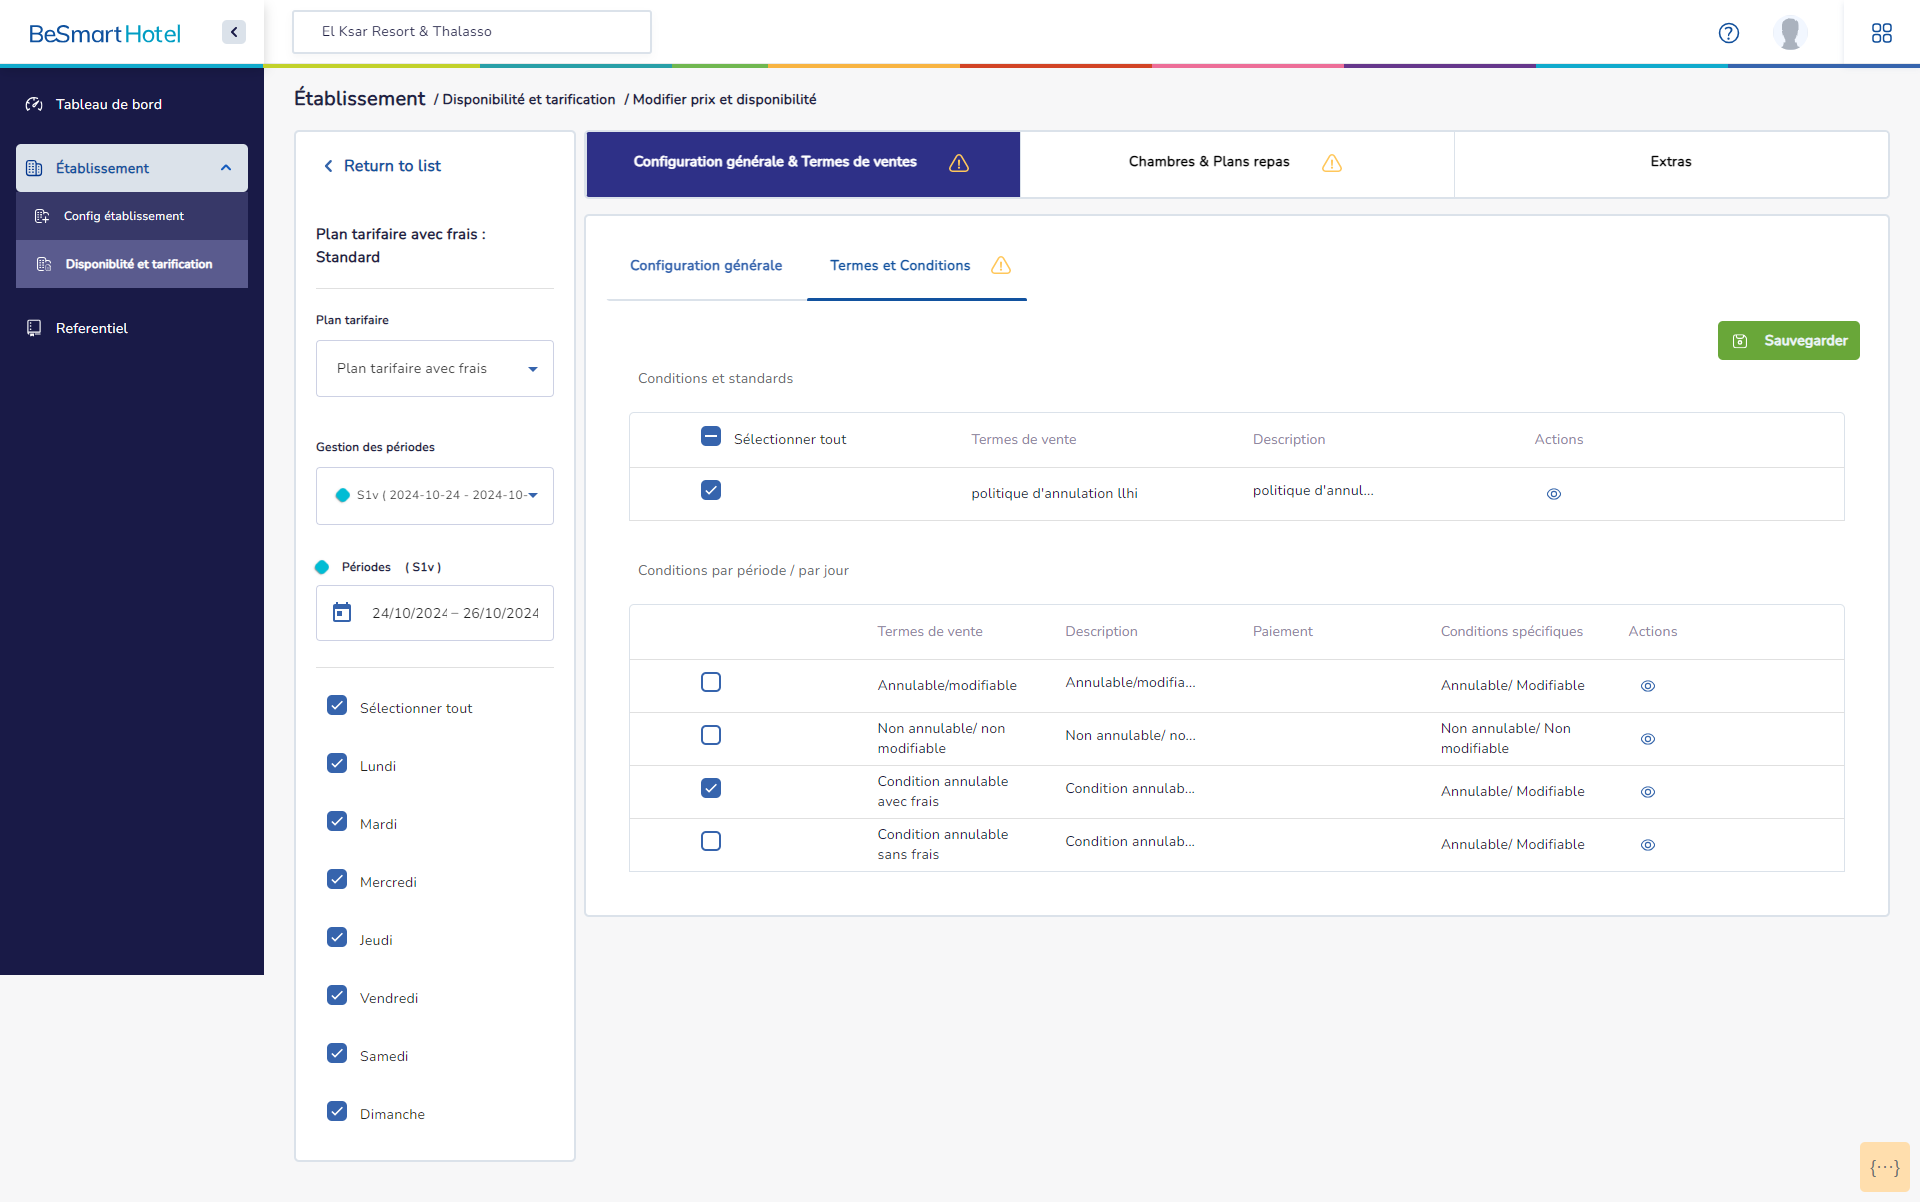 BeSmartHotel
El Ksar Resort & Thalasso
Tableau de bord
Établissement
Config établissement
Disponiblité et tarification
Referentiel
Établissement / Disponibilité et tarification / Modifier prix et disponibilité
Return to list
Plan tarifaire avec frais :
Standard
Plan tarifaire
Plan tarifaire avec frais
Gestion des périodes
S1v ( 2024-10-24 - 2024-10-
Périodes ( S1v )
24/10/2024 – 26/10/2024
Sélectionner tout
Lundi
Mardi
Mercredi
Jeudi
Vendredi
Samedi
Dimanche
Configuration générale & Termes de ventes
Chambres & Plans repas
Extras
Configuration générale
Termes et Conditions
Sauvegarder
Conditions et standards
Sélectionner tout Termes de vente Description Actions
politique d'annulation llhi politique d'annul...
Conditions par période / par jour
Termes de vente Description Paiement Conditions spécifiques Actions
Annulable/modifiable Annulable/modifia... Annulable/ Modifiable
Non annulable/ non
modifiable
Non annulable/ no...
Non annulable/ Non
modifiable
Condition annulable
avec frais
Condition annulab...
Annulable/ Modifiable
Condition annulable
sans frais
Condition annulab...
Annulable/ Modifiable
{···}